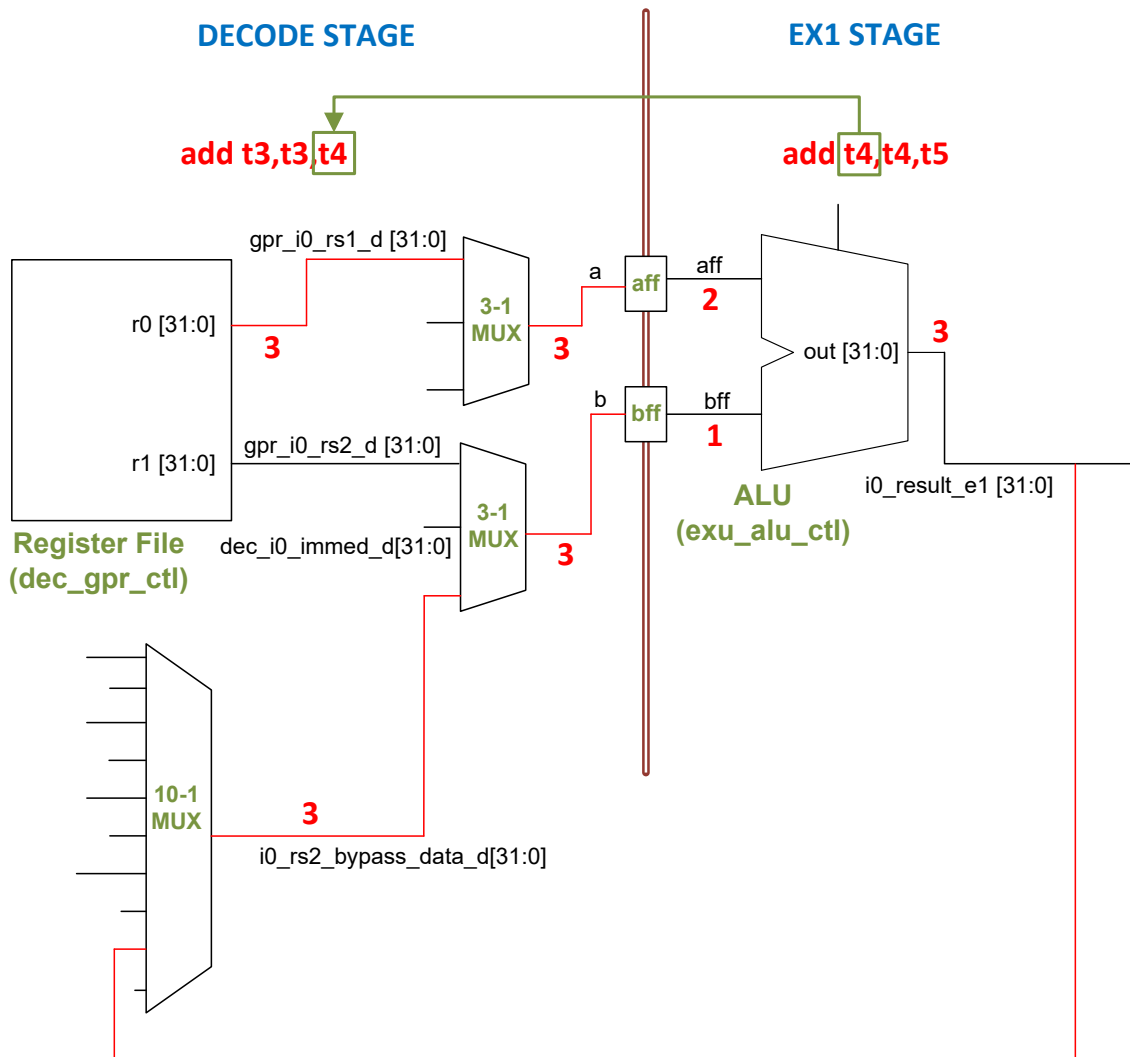 DECODE STAGE
EX1 STAGE
add t3,t3,t4
add t4,t4,t5
gpr_i0_rs1_d [31:0]
r0 [31:0]
3
3-1
MUX
3
a
aff
aff
2
out [31:0]
3
b
bff
bff
1
r1 [31:0]
gpr_i0_rs2_d [31:0]
3-1
MUX
3
dec_i0_immed_d[31:0]
i0_result_e1 [31:0]
ALU
(exu_alu_ctl)
Register File
(dec_gpr_ctl)
10-1
MUX
3
i0_rs2_bypass_data_d[31:0]